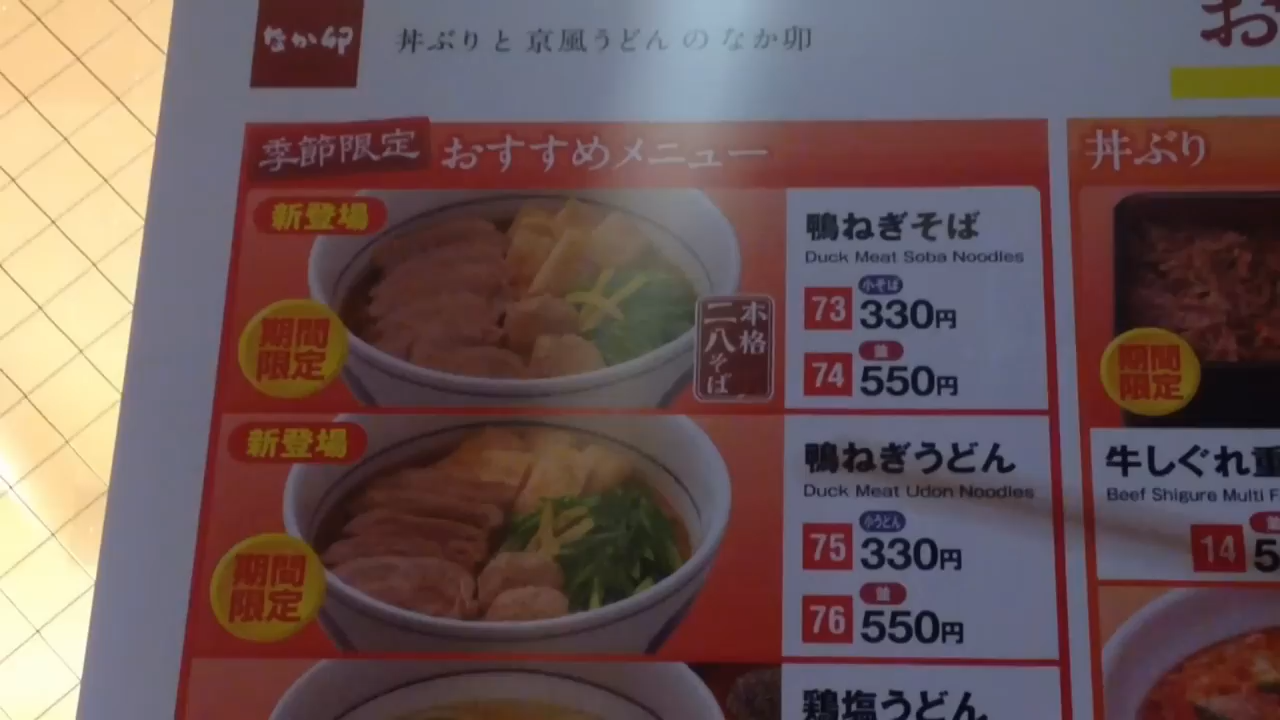 なか卯
丼ぶりと京風うどんのなか卯
お
季節限定 おすすめメニュー
新登場
期間
限定
本格
二八そば
鴨ねぎそば
Duck Meat Soba Noodles
小そば
73 330円
並
74 550円
新登場
期間
限定
鴨ねぎうどん
Duck Meat Udon Noodles
小うどん
75 330円
並
76 550円
鶏塩うどん
丼ぶり
期間
限定
牛しぐれ重
Beef Shigure Multi F
14 5